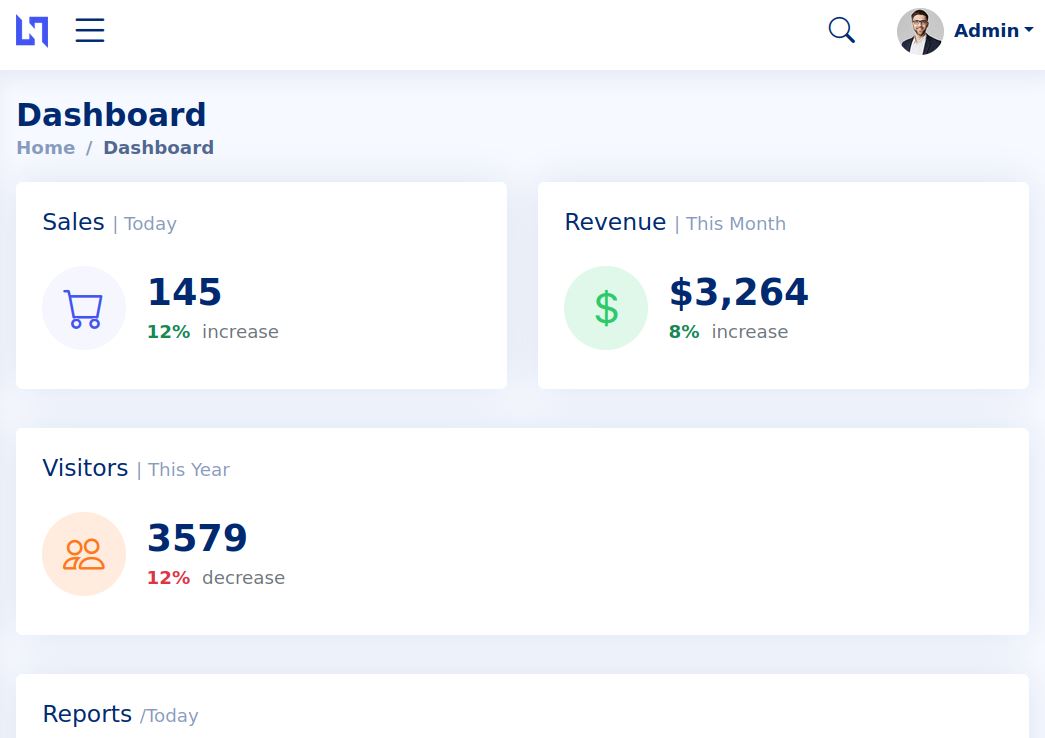 Admin
Dashboard
Home / Dashboard
Sales | Today
145
12% increase
Revenue | This Month
$3,264
8% increase
Visitors | This Year
3579
12% decrease
Reports /Today